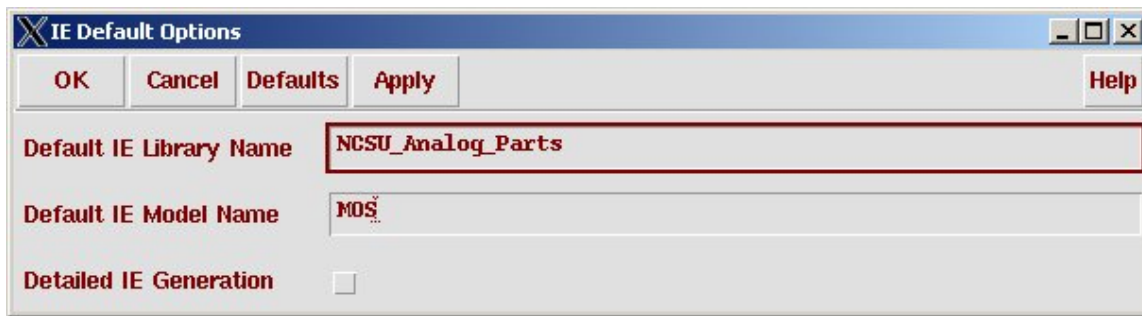 IE Default Options
OK Cancel Defaults Apply Help
Default IE Library Name NCSU_Analog_Parts
Default IE Model Name MOS
Detailed IE Generation